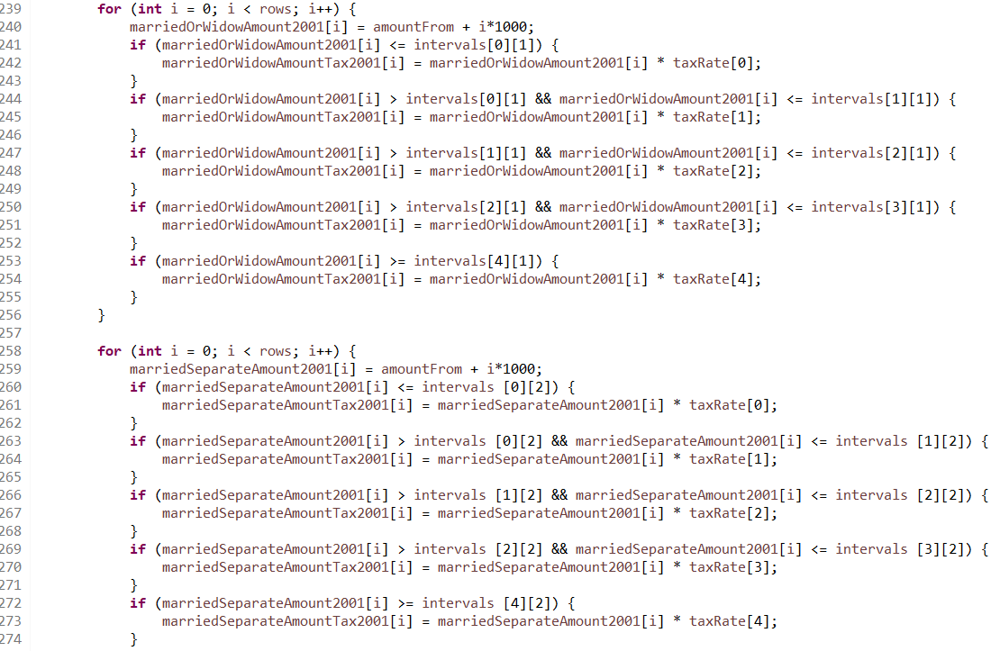 239 for (int i = 0; i < rows; i++) {
240 marriedOrWidowAmount2001[i] = amountFrom + i*1000;
241 if (marriedOrWidowAmount2001[i] <= intervals[0][1]) {
242 marriedOrWidowAmountTax2001[i] = marriedOrWidowAmount2001[i] * taxRate[0];
243 }
244 if (marriedOrWidowAmount2001[i] > intervals[0][1] && marriedOrWidowAmount2001[i] <= intervals[1][1]) {
245 marriedOrWidowAmountTax2001[i] = marriedOrWidowAmount2001[i] * taxRate[1];
246 }
247 if (marriedOrWidowAmount2001[i] > intervals[1][1] && marriedOrWidowAmount2001[i] <= intervals[2][1]) {
248 marriedOrWidowAmountTax2001[i] = marriedOrWidowAmount2001[i] * taxRate[2];
249 }
250 if (marriedOrWidowAmount2001[i] > intervals[2][1] && marriedOrWidowAmount2001[i] <= intervals[3][1]) {
251 marriedOrWidowAmountTax2001[i] = marriedOrWidowAmount2001[i] * taxRate[3];
252 }
253 if (marriedOrWidowAmount2001[i] >= intervals[4][1]) {
254 marriedOrWidowAmountTax2001[i] = marriedOrWidowAmount2001[i] * taxRate[4];
255 }
256 }
257
258 for (int i = 0; i < rows; i++) {
259 marriedSeparateAmount2001[i] = amountFrom + i*1000;
260 if (marriedSeparateAmount2001[i] <= intervals [0][2]) {
261 marriedSeparateAmountTax2001[i] = marriedSeparateAmount2001[i] * taxRate[0];
262 }
263 if (marriedSeparateAmount2001[i] > intervals [0][2] && marriedSeparateAmount2001[i] <= intervals [1][2]) {
264 marriedSeparateAmountTax2001[i] = marriedSeparateAmount2001[i] * taxRate[1];
265 }
266 if (marriedSeparateAmount2001[i] > intervals [1][2] && marriedSeparateAmount2001[i] <= intervals [2][2]) {
267 marriedSeparateAmountTax2001[i] = marriedSeparateAmount2001[i] * taxRate[2];
268 }
269 if (marriedSeparateAmount2001[i] > intervals [2][2] && marriedSeparateAmount2001[i] <= intervals [3][2]) {
270 marriedSeparateAmountTax2001[i] = marriedSeparateAmount2001[i] * taxRate[3];
271 }
272 if (marriedSeparateAmount2001[i] >= intervals [4][2]) {
273 marriedSeparateAmountTax2001[i] = marriedSeparateAmount2001[i] * taxRate[4];
274 }